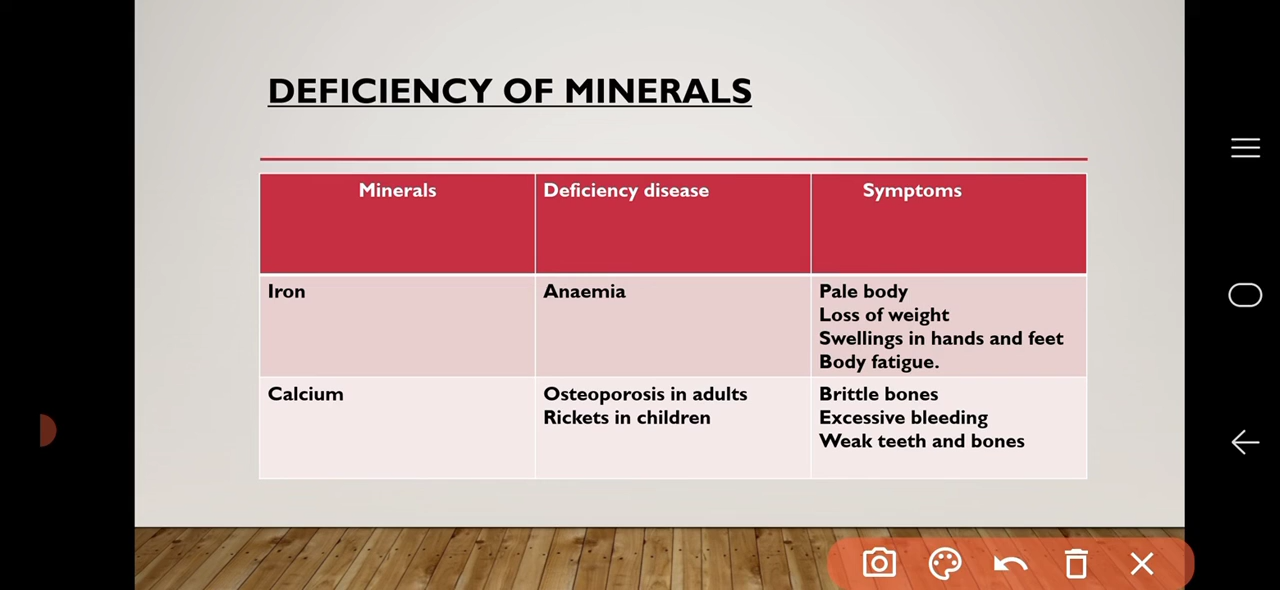 DEFICIENCY OF MINERALS
Minerals
Deficiency disease
Symptoms
Iron
Anaemia
Pale body
Loss of weight
Swellings in hands and feet
Body fatigue.
Calcium
Osteoporosis in adults
Rickets in children
Brittle bones
Excessive bleeding
Weak teeth and bones